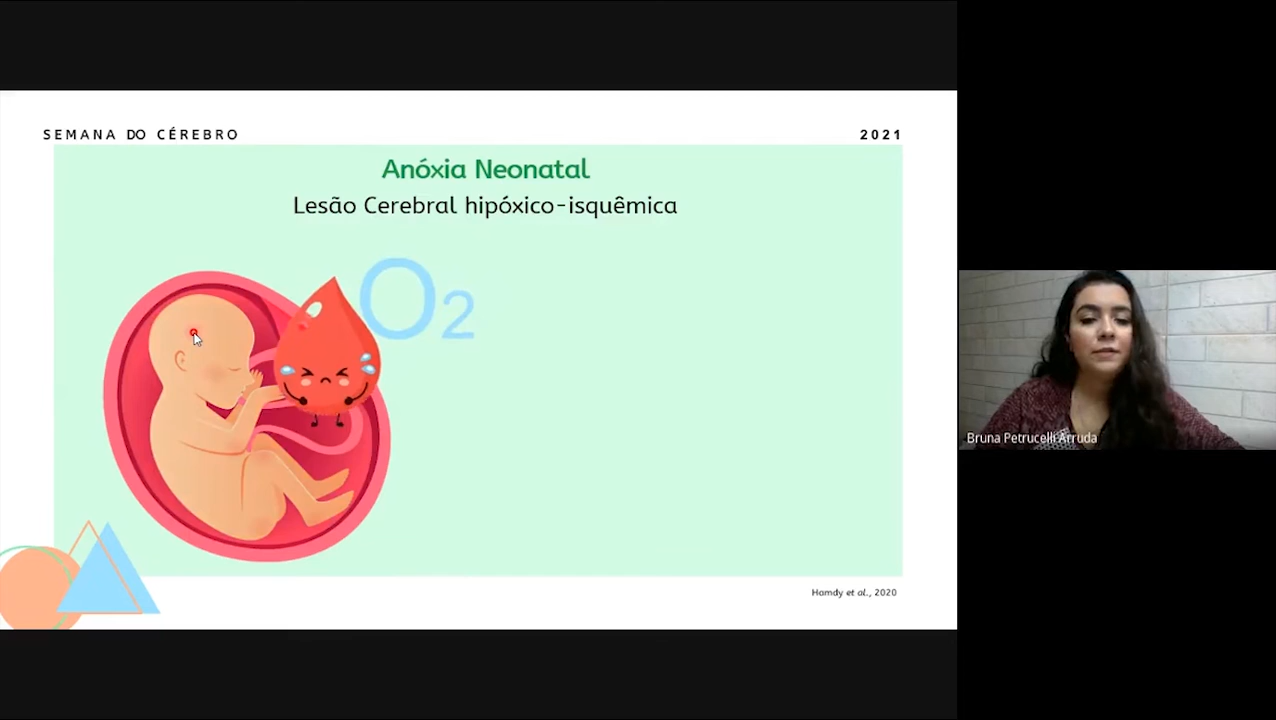 SEMANA DO CÉREBRO
2021
Anóxia Neonatal
Lesão Cerebral hipóxico-isquêmica
O2
Hamdy et al., 2020
Bruna Petrucelli Arruda